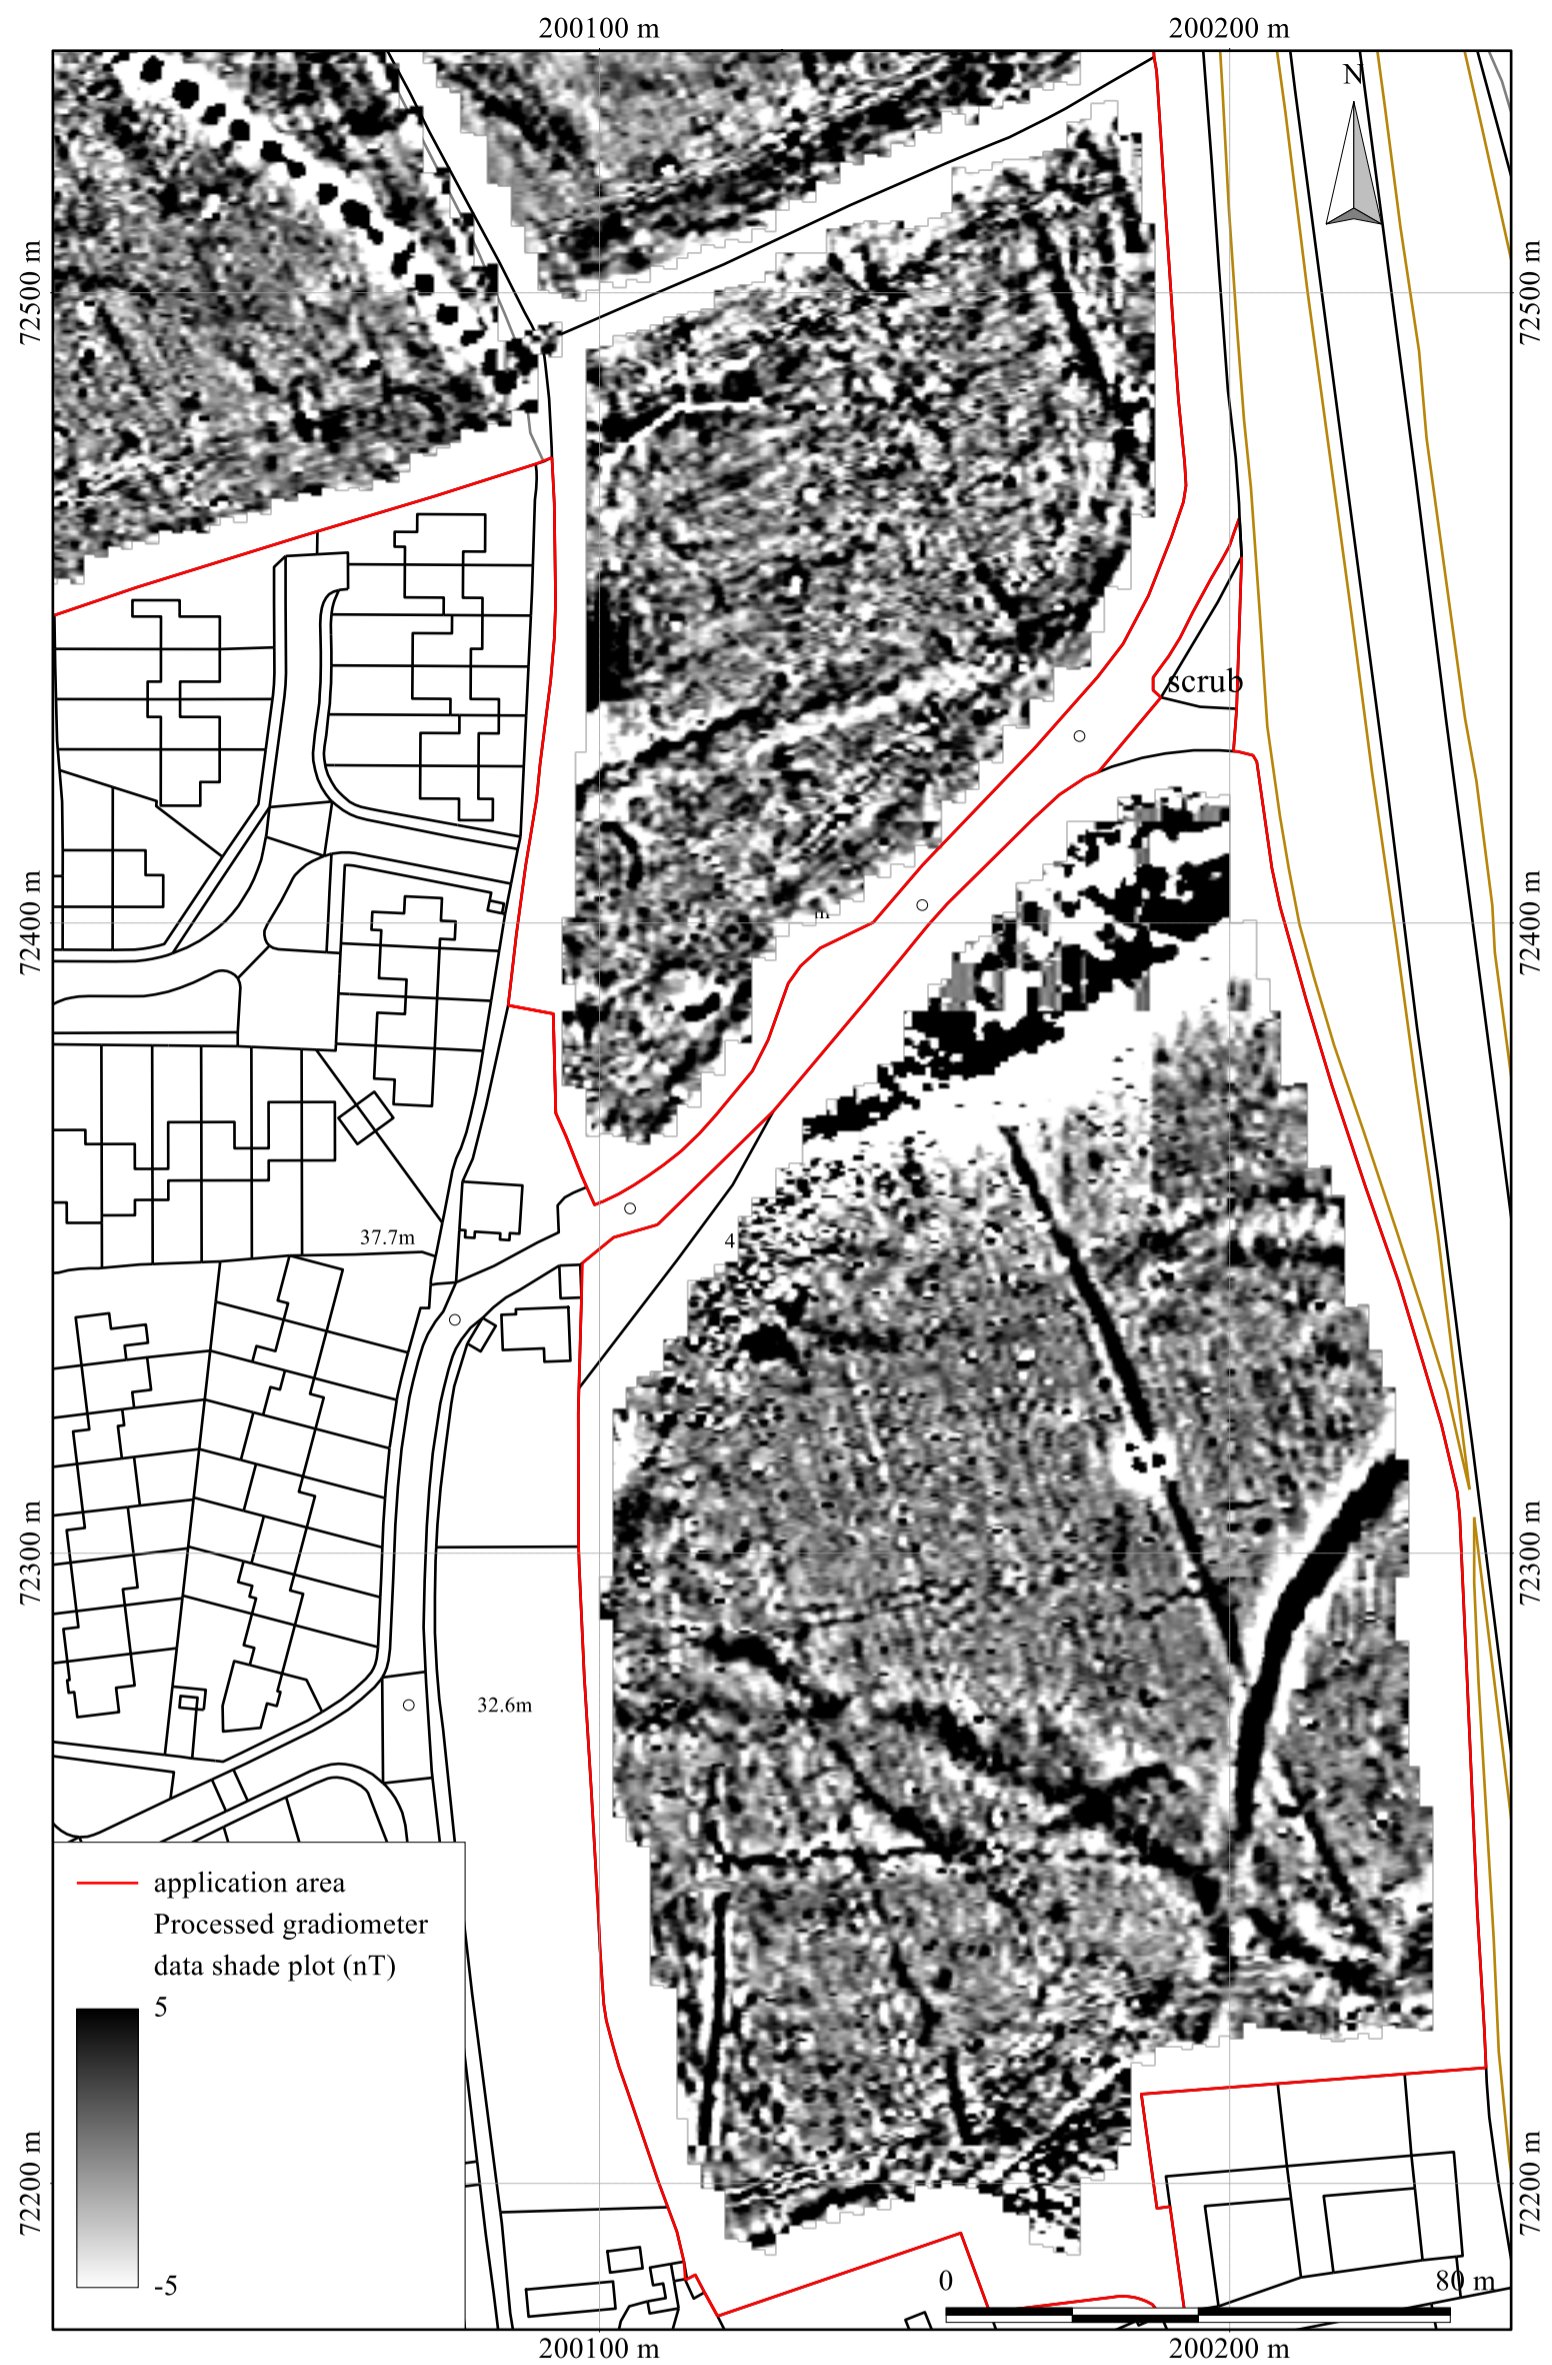 200100 m
200200 m
N
72500 m
72500 m
scrub
72400 m
72400 m
m
37.7m
4
72300 m
72300 m
32.6m
application area
Processed gradiometer
data shade plot (nT)
5
-5
72200 m
72200 m
0
80 m
200100 m
200200 m